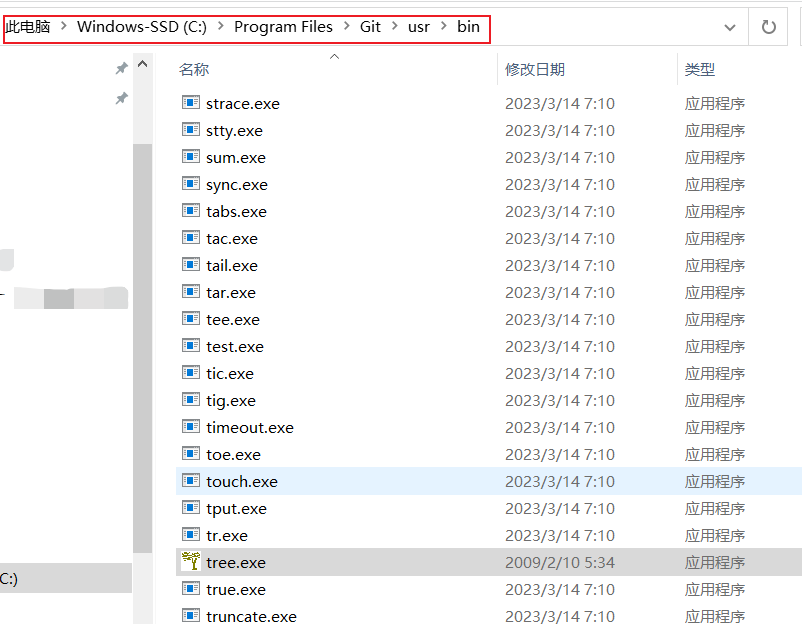 此电脑 > Windows-SSD (C:) > Program Files > Git > usr > bin
名称 修改日期 类型
strace.exe 2023/3/14 7:10 应用程序
stty.exe 2023/3/14 7:10 应用程序
sum.exe 2023/3/14 7:10 应用程序
sync.exe 2023/3/14 7:10 应用程序
tabs.exe 2023/3/14 7:10 应用程序
tac.exe 2023/3/14 7:10 应用程序
tail.exe 2023/3/14 7:10 应用程序
tar.exe 2023/3/14 7:10 应用程序
tee.exe 2023/3/14 7:10 应用程序
test.exe 2023/3/14 7:10 应用程序
tic.exe 2023/3/14 7:10 应用程序
tig.exe 2023/3/14 7:10 应用程序
timeout.exe 2023/3/14 7:10 应用程序
toe.exe 2023/3/14 7:10 应用程序
touch.exe 2023/3/14 7:10 应用程序
tput.exe 2023/3/14 7:10 应用程序
tr.exe 2023/3/14 7:10 应用程序
C:) tree.exe 2009/2/10 5:34 应用程序
true.exe 2023/3/14 7:10 应用程序
truncate.exe 2023/3/14 7:10 应用程序